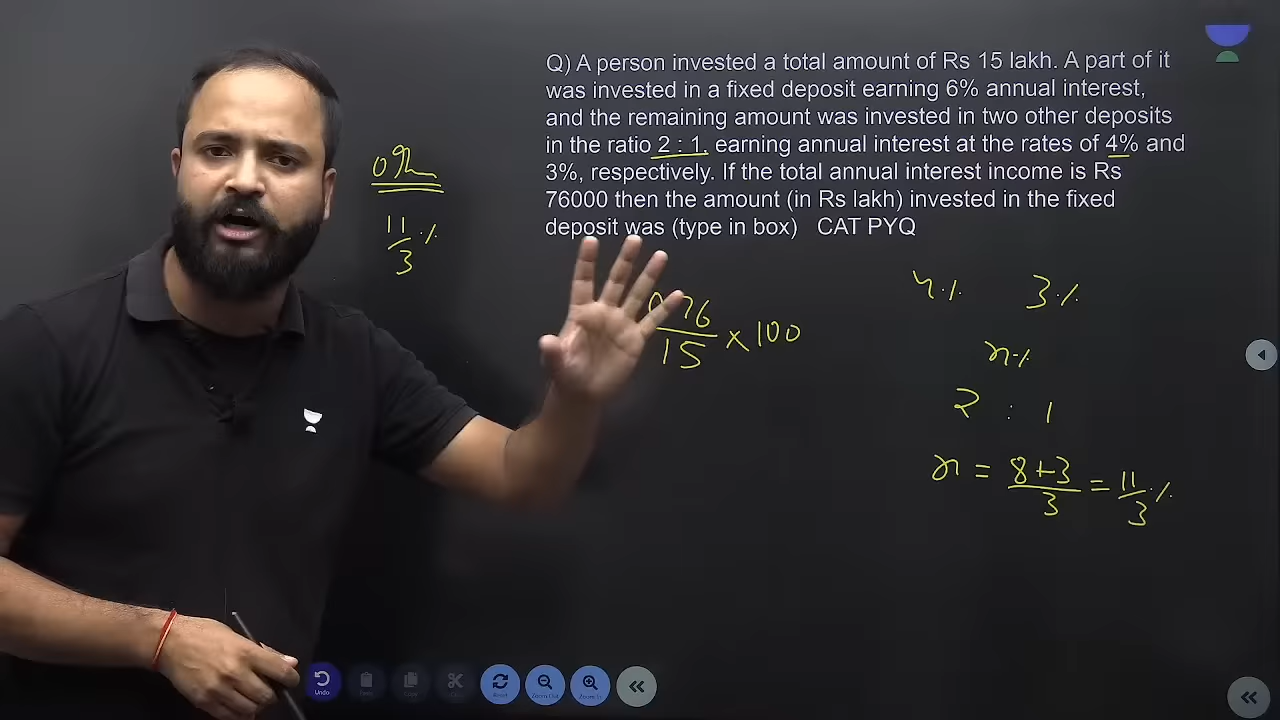 Q) A person invested a total amount of Rs 15 lakh. A part of it
was invested in a fixed deposit earning 6% annual interest,
and the remaining amount was invested in two other deposits
in the ratio 2 : 1, earning annual interest at the rates of 4% and
3%, respectively. If the total annual interest income is Rs
76000 then the amount (in Rs lakh) invested in the fixed
deposit was (type in box) CAT PYQ
11/3 %
76/15 × 100
4% 3%
x%
2 : 1
x = 8+3/3 = 11/3 %
Undo